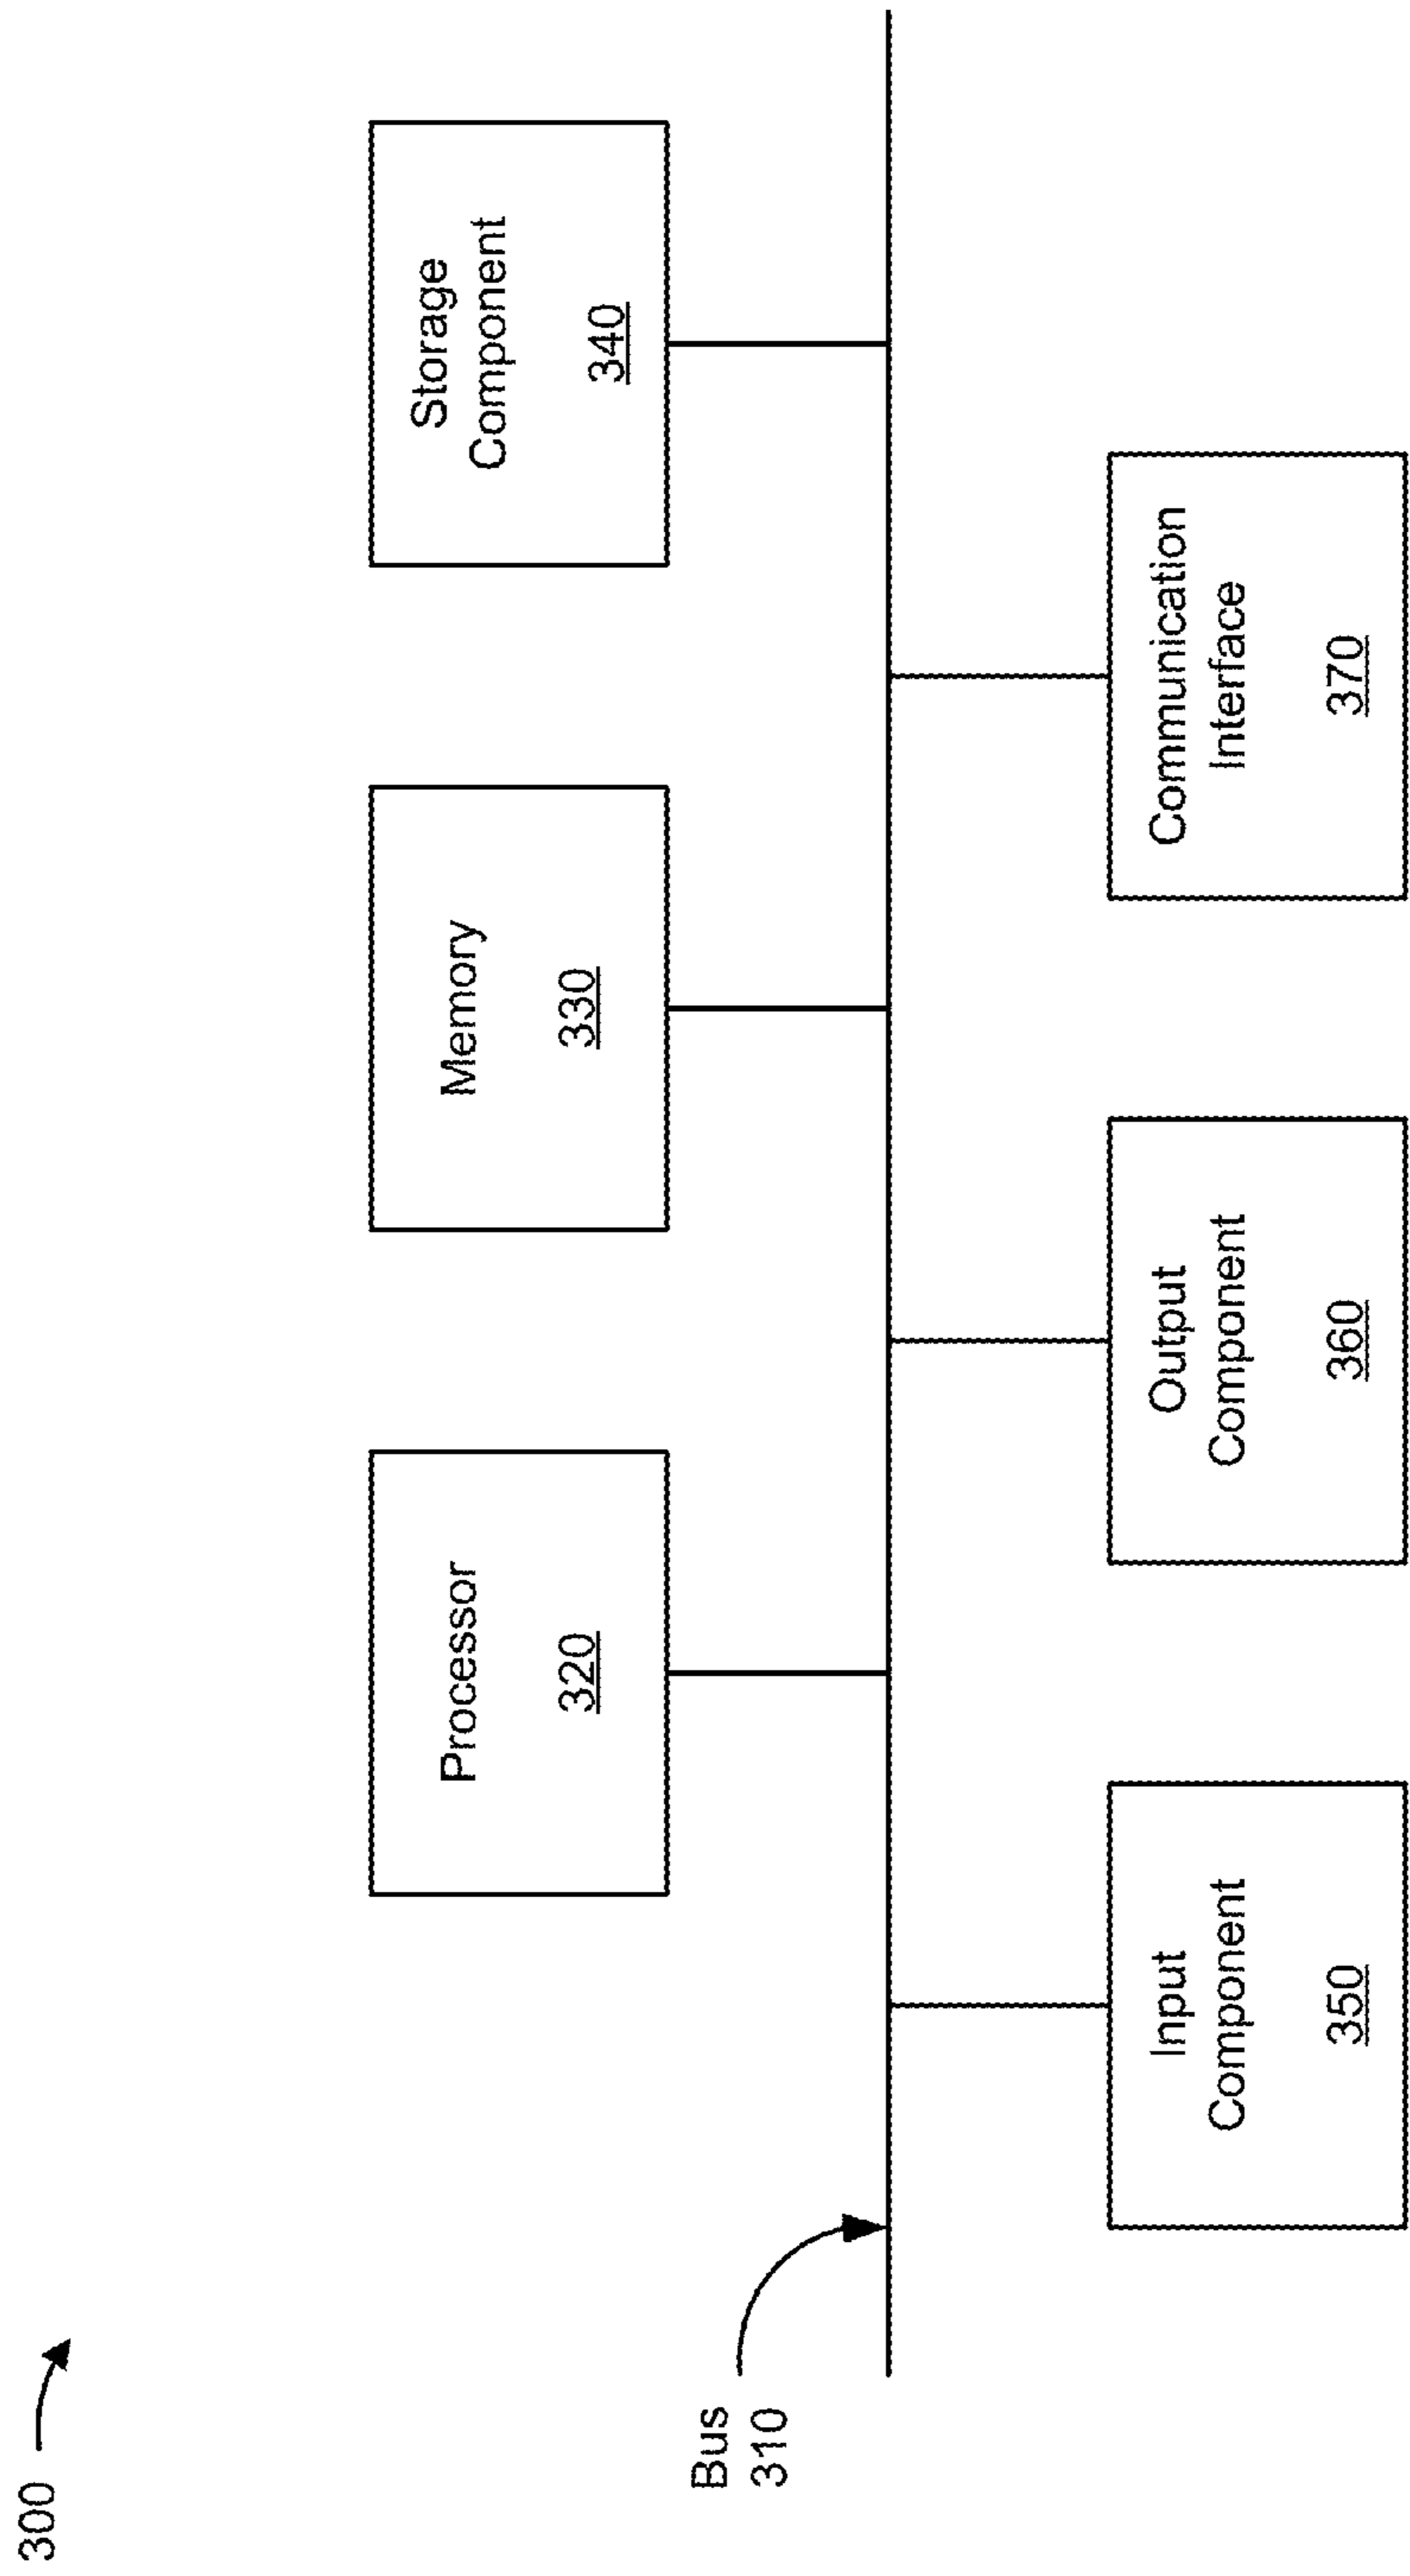 300
Processor
320
Memory
330
Storage
Component
340
Bus
310
Input
Component
350
Output
Component
360
Communication
Interface
370